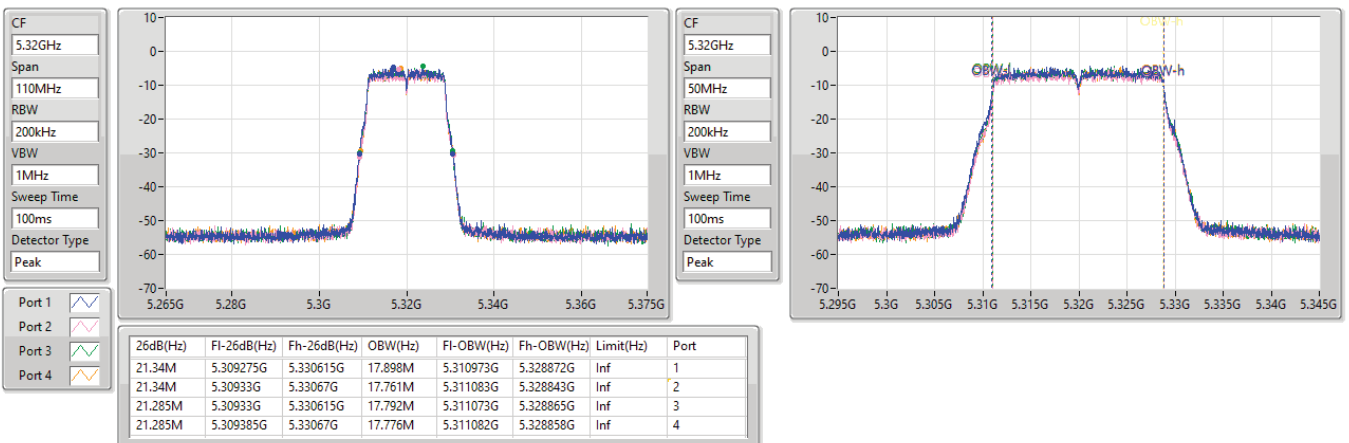 CF
5.32GHz
Span
110MHz
RBW
200kHz
VBW
1MHz
Sweep Time
100ms
Detector Type
Peak
10
0
-10
-20
-30
-40
-50
-60
-70
5.265G 5.28G 5.3G 5.32G 5.34G 5.36G 5.375G
CF
5.32GHz
Span
50MHz
RBW
200kHz
VBW
1MHz
Sweep Time
100ms
Detector Type
Peak
10
0
-10
-20
-30
-40
-50
-60
-70
OBW-h
OBW-l OBW-h
5.295G 5.3G 5.305G 5.31G 5.315G 5.32G 5.325G 5.33G 5.335G 5.34G 5.345G
Port 1
Port 2
Port 3
Port 4
26dB(Hz) Fl-26dB(Hz) Fh-26dB(Hz) OBW(Hz) Fl-OBW(Hz) Fh-OBW(Hz) Limit(Hz) Port
21.34M 5.309275G 5.330615G 17.898M 5.310973G 5.328872G Inf 1
21.34M 5.30933G 5.33067G 17.761M 5.311083G 5.328843G Inf 2
21.285M 5.30933G 5.330615G 17.792M 5.311073G 5.328865G Inf 3
21.285M 5.309385G 5.33067G 17.776M 5.311082G 5.328858G Inf 4